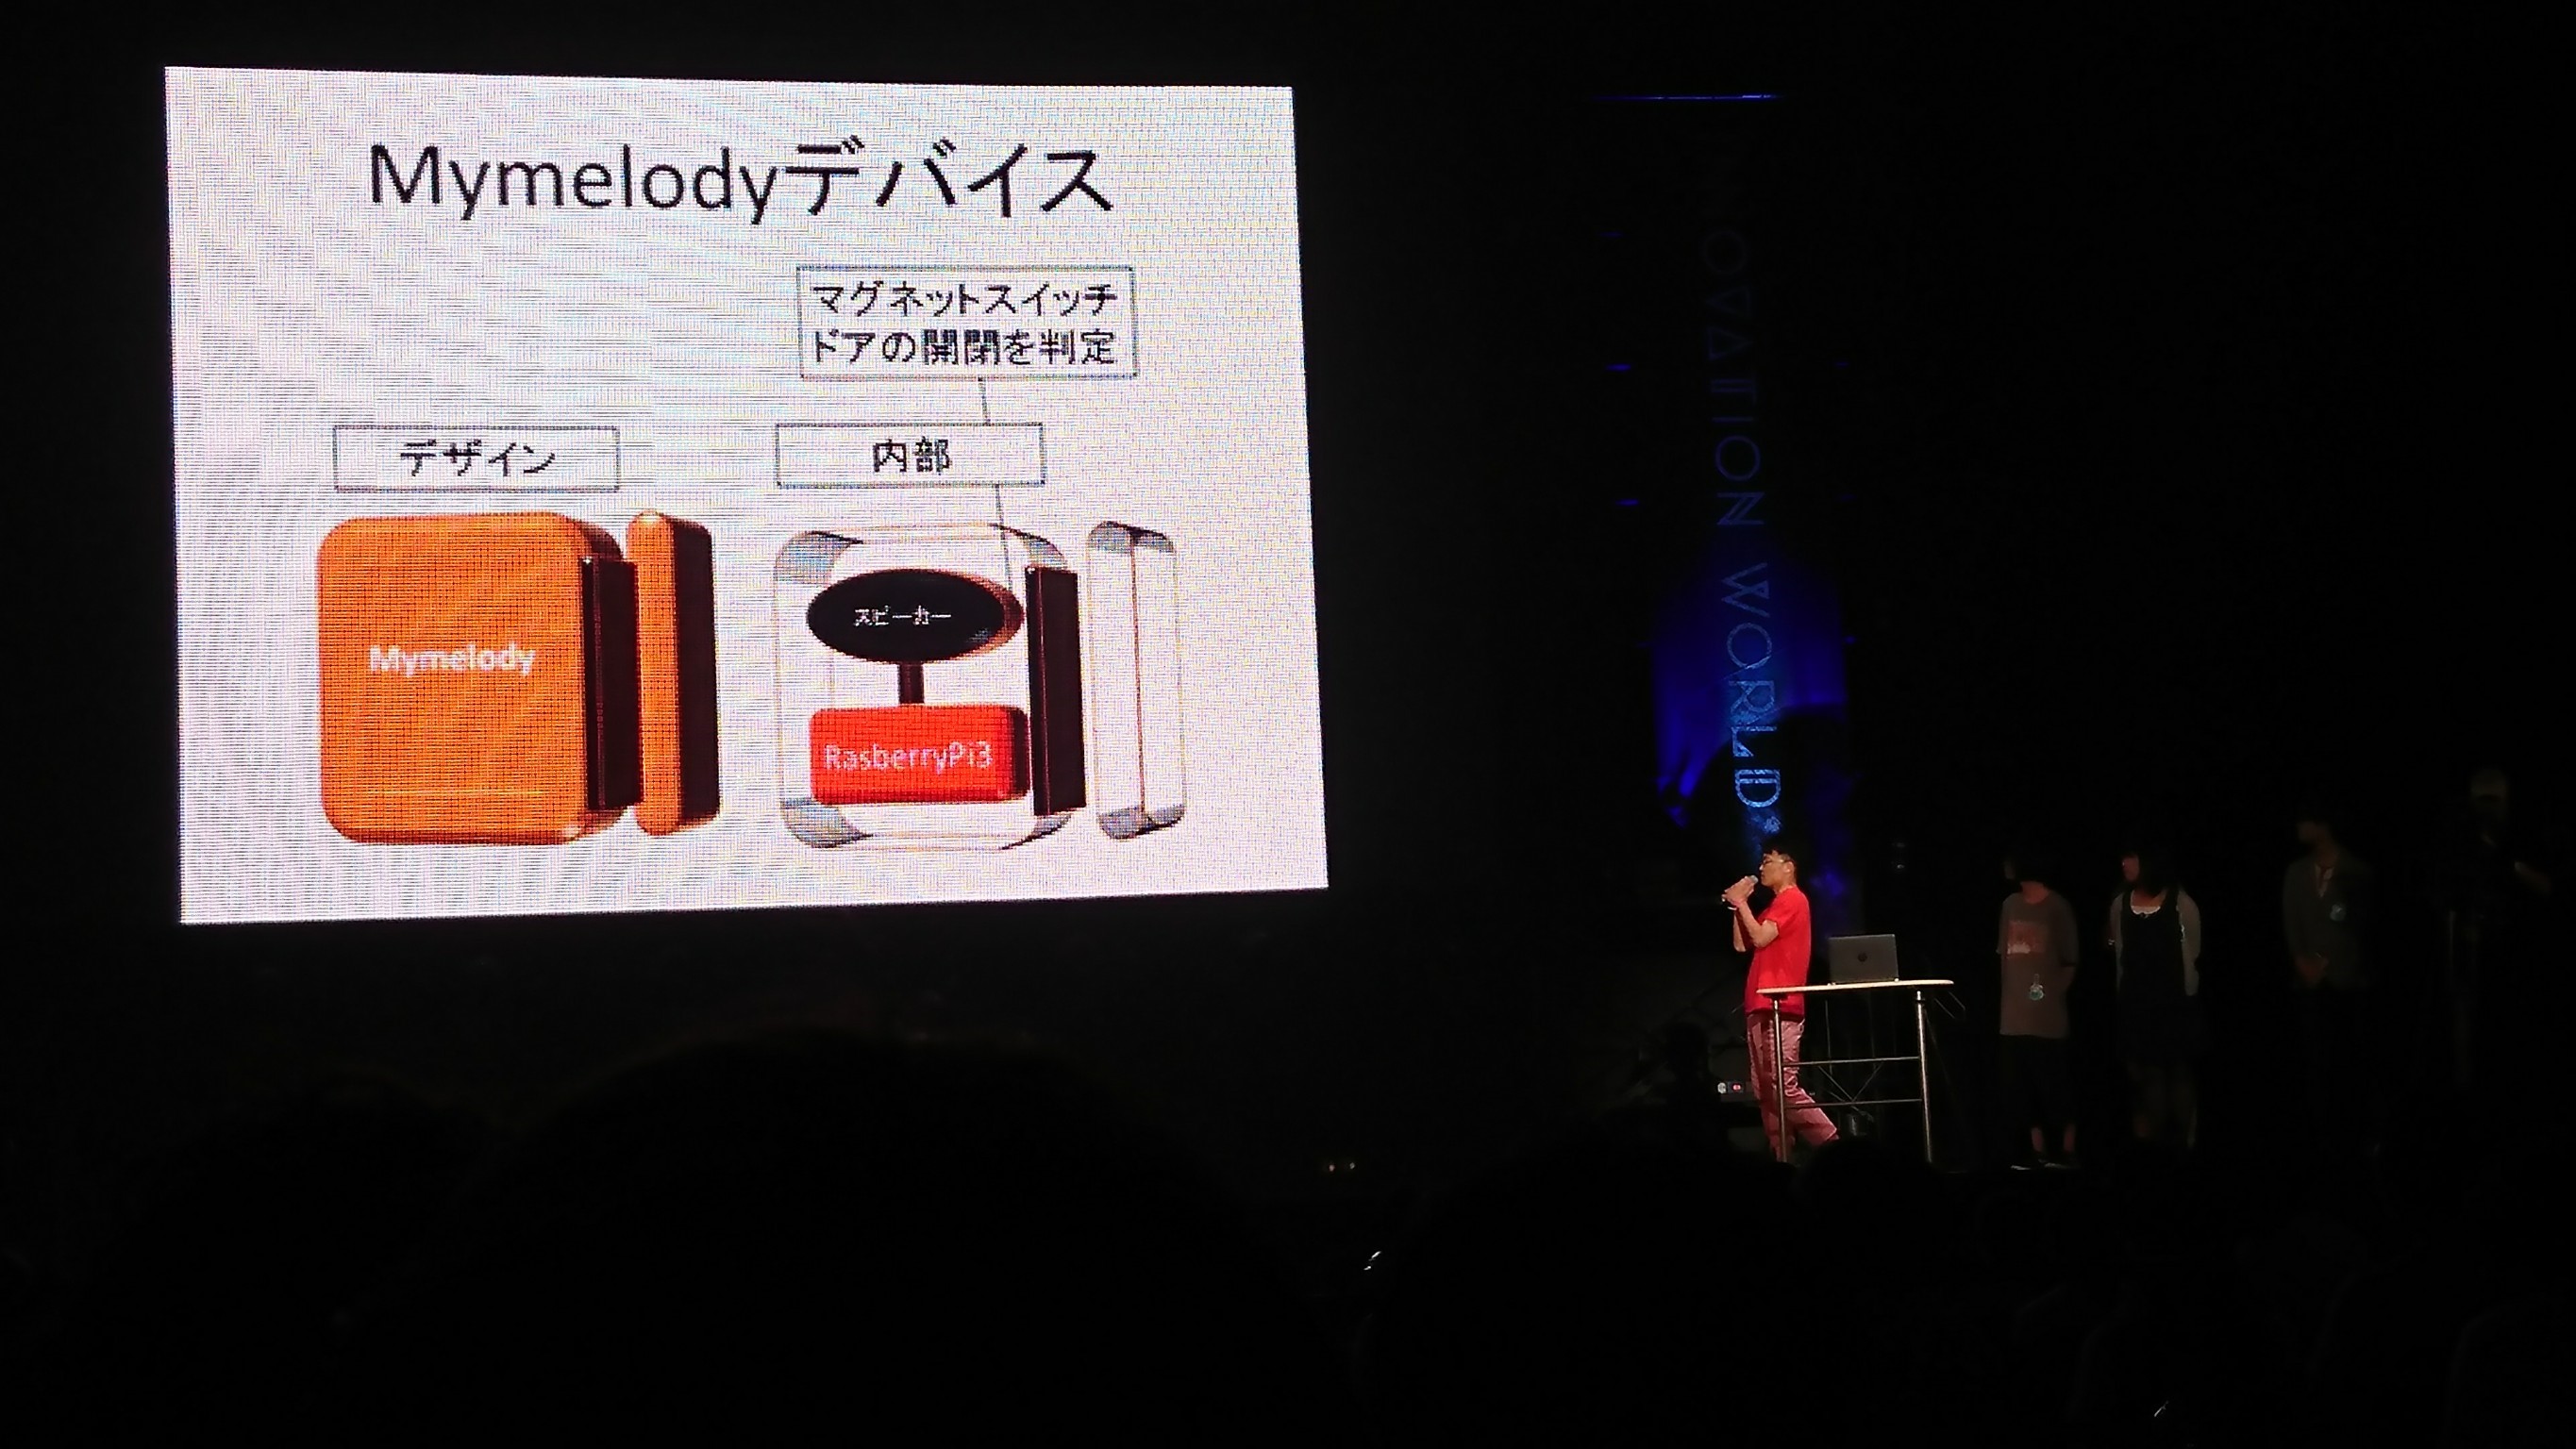 Mymelodyデバイス
マグネットスイッチ
ドアの開閉を判定
デザイン
内部
Mymelody
スピーカー
RasberryPi3
OVATION WORLD